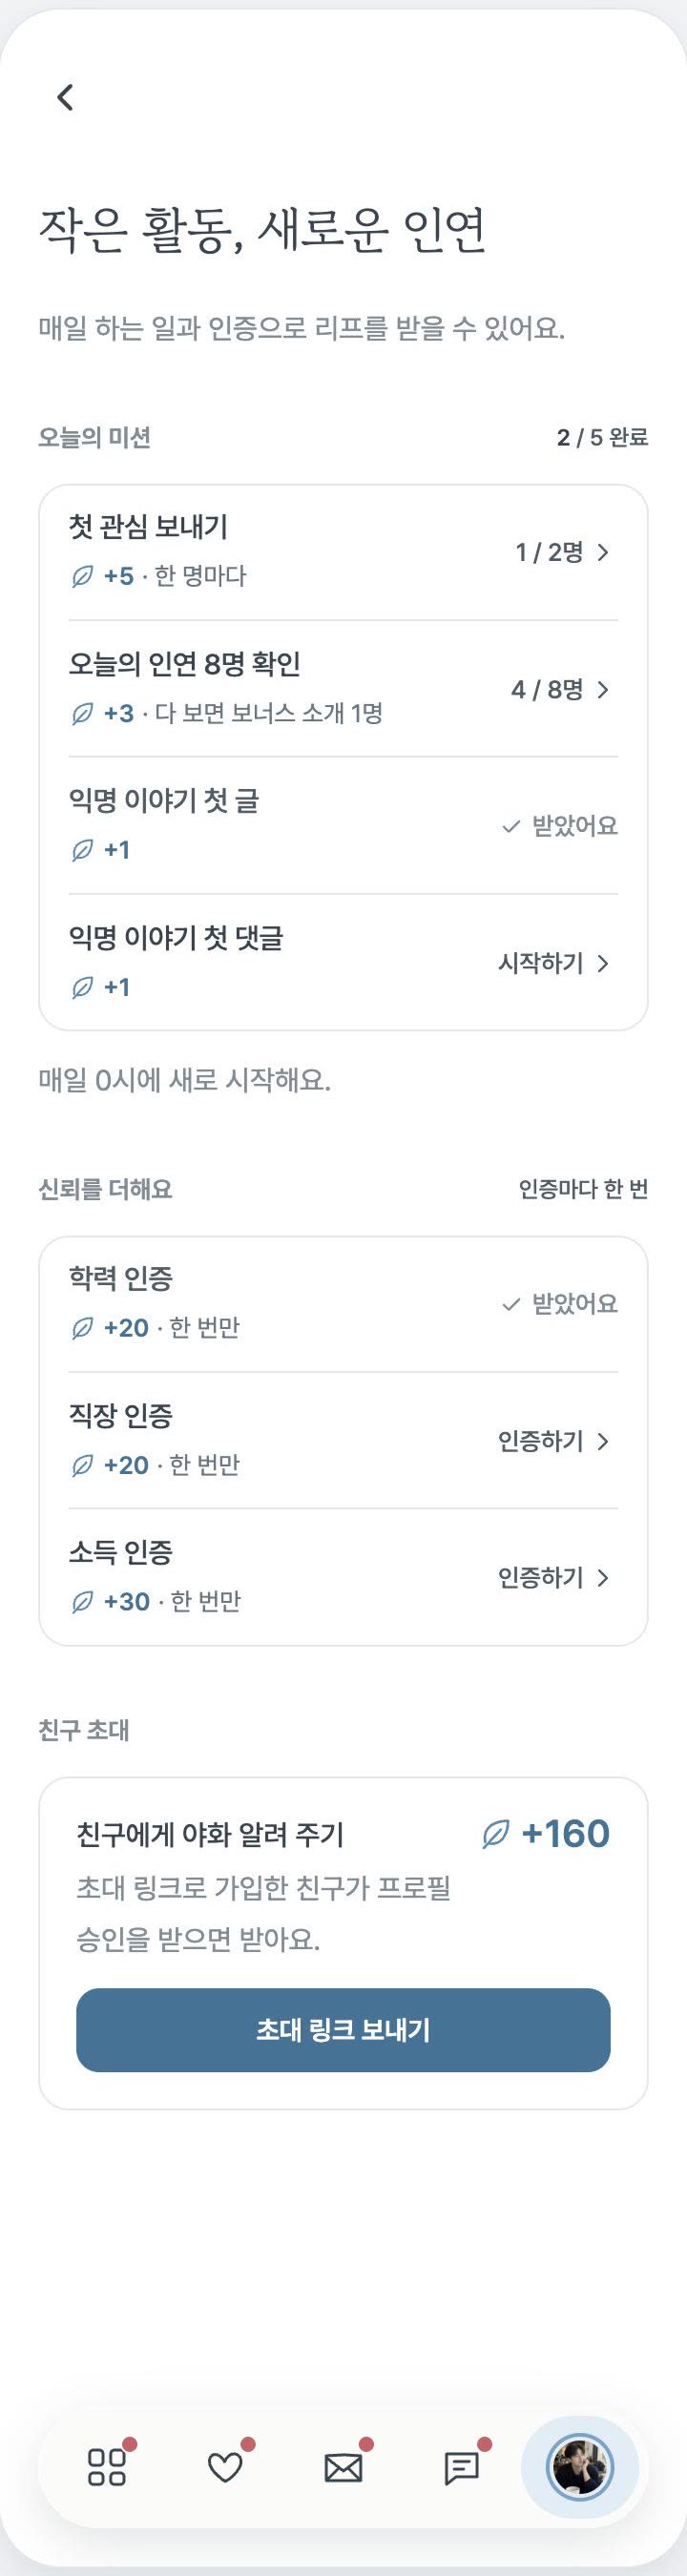 작은 활동, 새로운 인연
매일 하는 일과 인증으로 리프를 받을 수 있어요.
오늘의 미션
2 / 5 완료
첫 관심 보내기
+5 · 한 명마다
1 / 2명
오늘의 인연 8명 확인
+3 · 다 보면 보너스 소개 1명
4 / 8명
익명 이야기 첫 글
+1
받았어요
익명 이야기 첫 댓글
+1
시작하기
매일 0시에 새로 시작해요.
신뢰를 더해요
인증마다 한 번
학력 인증
+20 · 한 번만
받았어요
직장 인증
+20 · 한 번만
인증하기
소득 인증
+30 · 한 번만
인증하기
친구 초대
친구에게 야화 알려 주기
+160
초대 링크로 가입한 친구가 프로필
승인을 받으면 받아요.
초대 링크 보내기